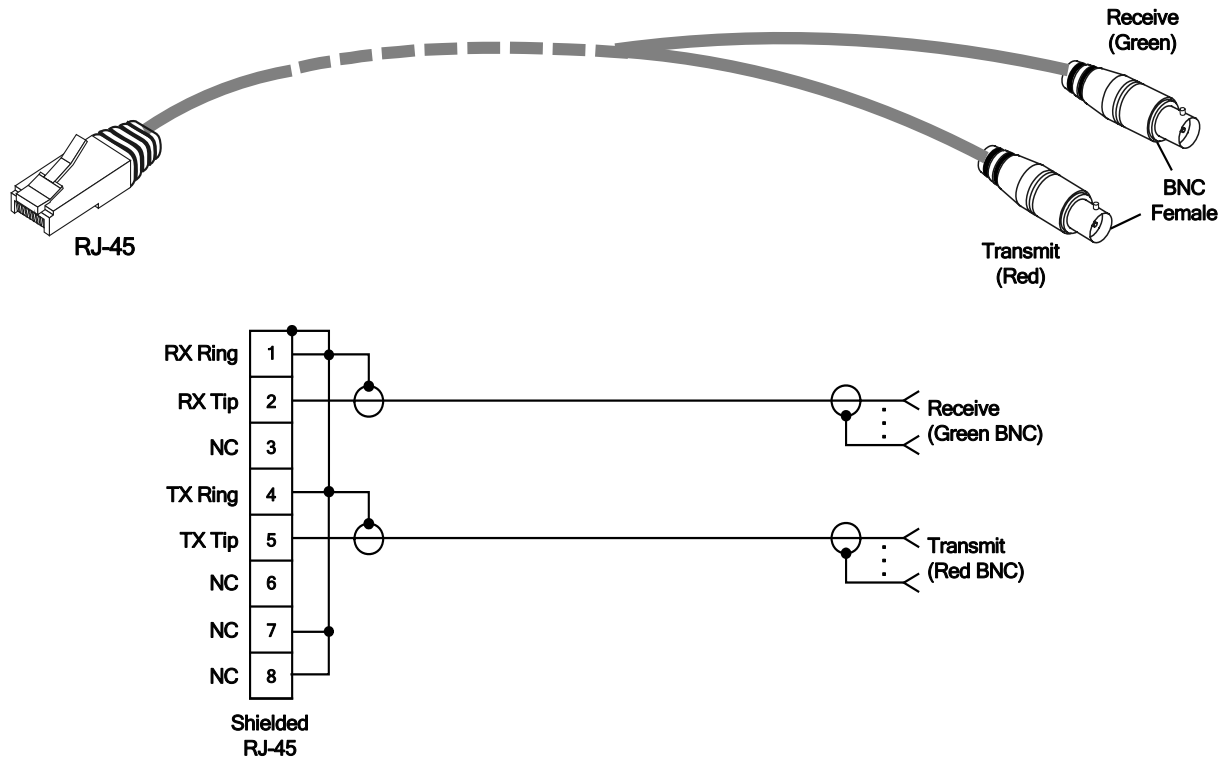 Receive
(Green)
BNC
Female
RJ-45
Transmit
(Red)
RX Ring 1
RX Tip 2
NC 3
TX Ring 4
TX Tip 5
NC 6
NC 7
NC 8
Receive
(Green BNC)
Transmit
(Red BNC)
Shielded
RJ-45